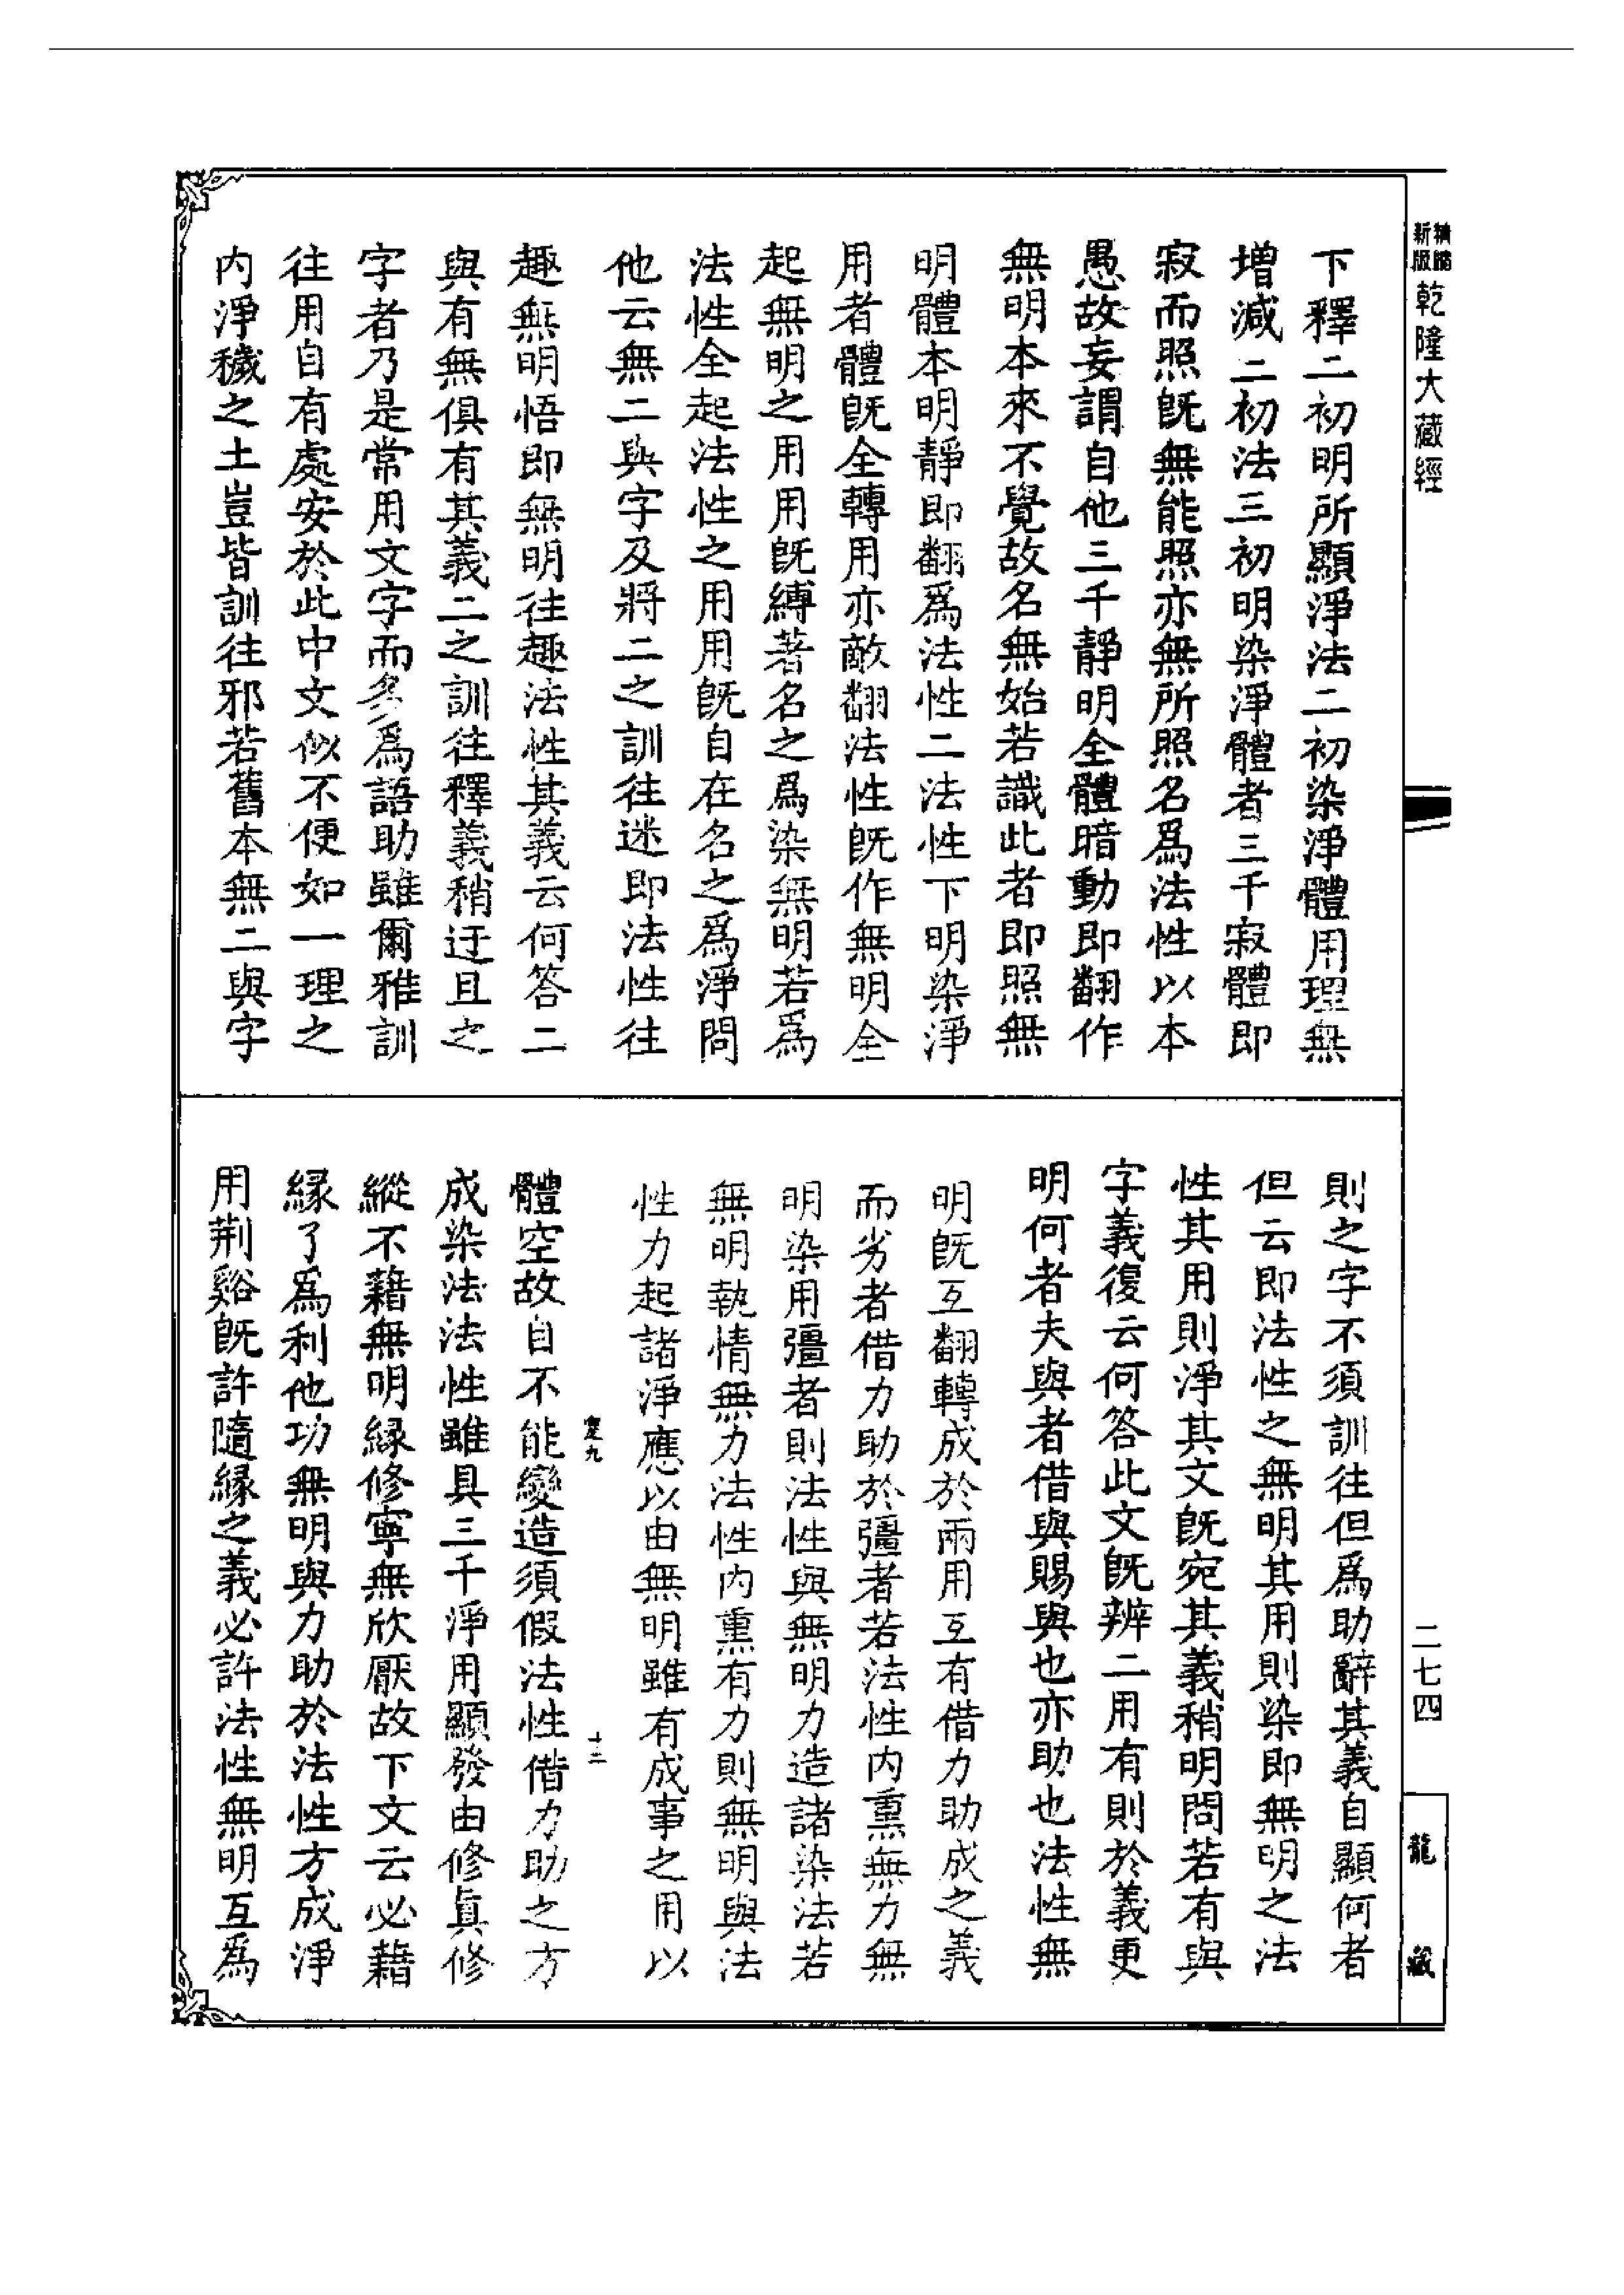 精縮
新版
乾隆大藏經
下釋二初明所顯淨法二初染淨體用理無
增減二初法三初明染淨體者三千寂體即
寂而照既無能照亦無所照名爲法性以本
愚故妄謂自他三千靜明全體暗動即翻作
無明本來不覺故名無始若識此者即照無
明體本明靜即翻爲法性二法性下明染淨
用者體既全轉用亦敵翻法性既作無明全
起無明之用用既縛著名之爲染無明若爲
法性全起法性之用用既自在名之爲淨問
他云無二與字及將二之訓往迷即法性往
趣無明悟即無明往趣法性其義云何答二
與有無俱有其義二之訓往釋義稍迂且之
字者乃是常用文字而多爲語助雖爾雅訓
往用自有處安於此中文似不便如一理之
内淨穢之土豈皆訓往邪若舊本無二與字
則之字不須訓往但爲助辭其義自顯何者
但云即法性之無明其用則染即無明之法
性其用則淨其文既宛其義稍明問若有與
字義復云何答此文既辨二用有則於義更
明何者夫與者借與賜與也亦助也法性無
明既互翻轉成於兩用互有借力助成之義
而劣者借力助於彊者若法性内熏無力無
明染用彊者則法性與無明力造諸染法若
無明執情無力法性内熏有力則無明與法
性力起諸淨應以由無明雖有成事之用以
體空故自不能變造須假法性借力助之方
成染法法性雖具三千淨用顯發由修眞修
縱不藉無明緣修寧無欣厭故下文云必藉
緣了爲利他功無明與力助於法性方成淨
用荆谿既許隨緣之義必許法性無明互爲
九
十二
二七四
龍
藏